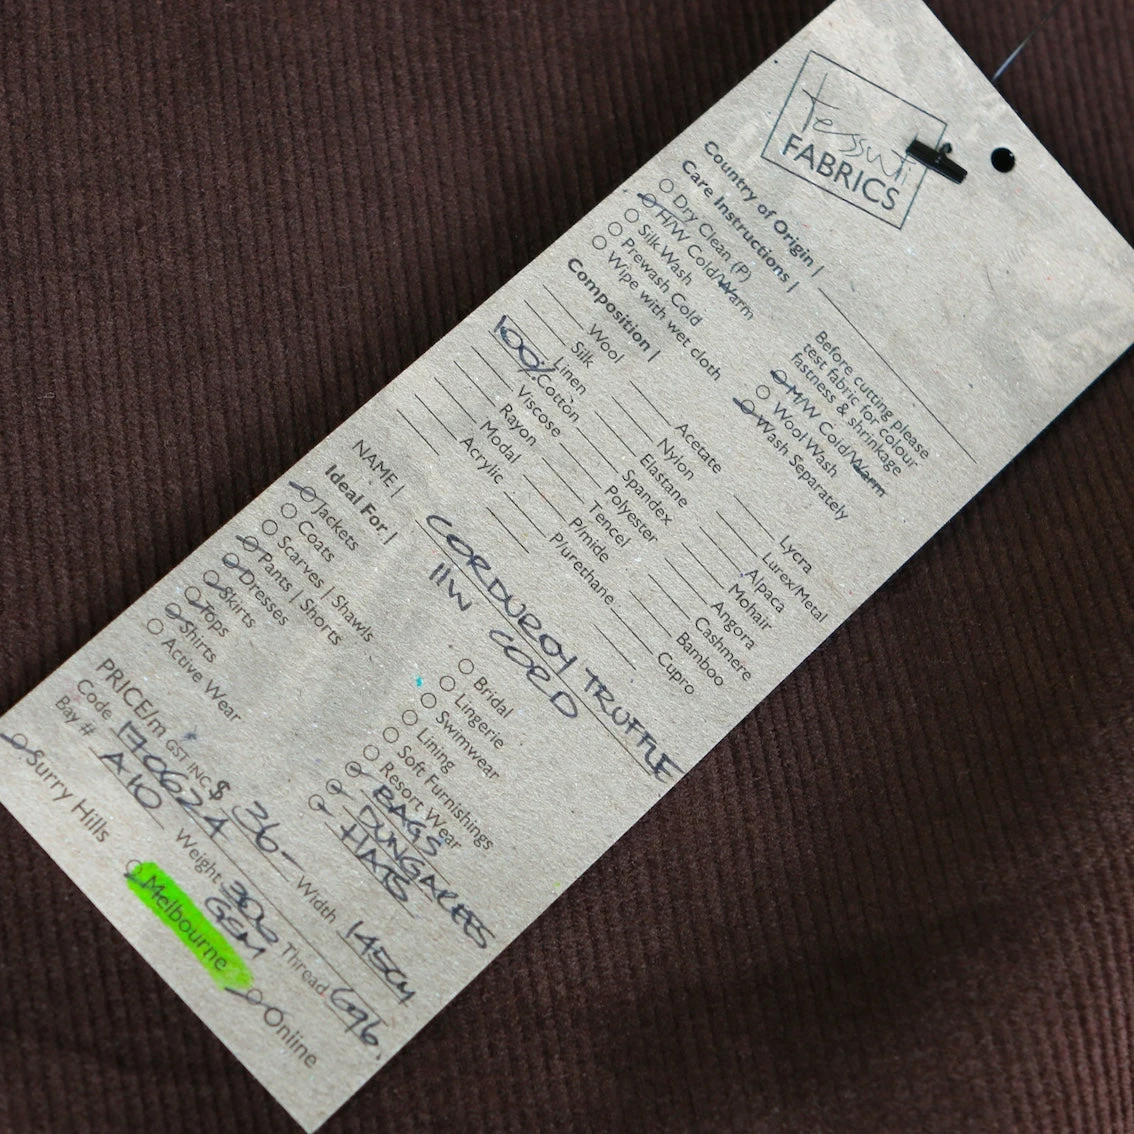 tessuti
FABRICS
Country of Origin |
Care Instructions |
Dry Clean (P)
H/W Cold/Warm
Silk Wash
Prewash Cold
Wipe with wet cloth
Before cutting please
test fabric for colour
fastness & shrinkage
M/W Cold/Warm
Wool Wash
Wash Separately
Composition |
Wool
Silk
Linen
100% Cotton
Viscose
Rayon
Modal
Acrylic
Acetate
Nylon
Elastane
Spandex
Polyester
Tencel
P/mide
P/urethane
Lycra
Lurex/Metal
Alpaca
Mohair
Angora
Cashmere
Bamboo
Cupro
NAME | CORDUROY TRUFFLE
11W CORD
Ideal For |
Jackets
Coats
Scarves | Shawls
Pants | Shorts
Dresses
Skirts
Tops
Shirts
Active Wear
Bridal
Lingerie
Swimwear
Lining
Soft Furnishings
Resort Wear
BAGS
DUNGAREES
HATS
PRICE/m GST INC $ 36- Width 145CM
Code 170624 Weight 306 GSM Thread
Bay # A10
Surry Hills
Melbourne
Online